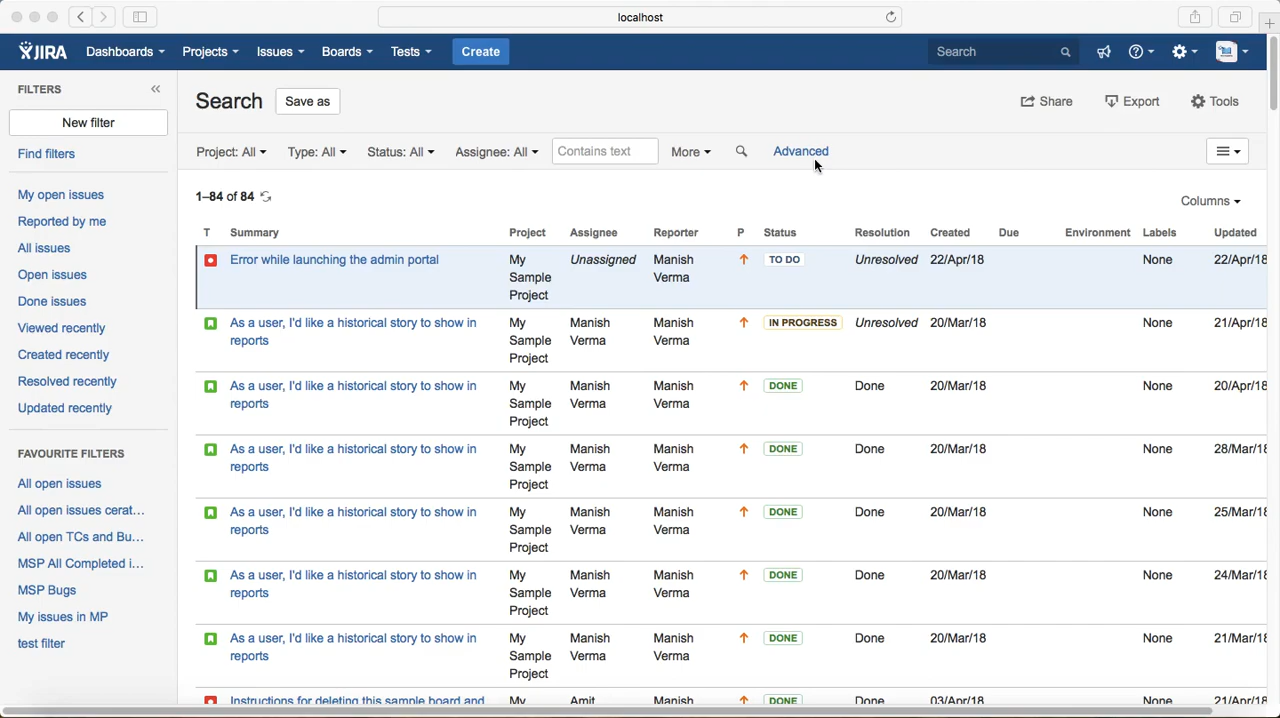 localhost
JIRA Dashboards Projects Issues Boards Tests Create Search
FILTERS
New filter
Find filters
My open issues
Reported by me
All issues
Open issues
Done issues
Viewed recently
Created recently
Resolved recently
Updated recently
FAVOURITE FILTERS
All open issues
All open issues cerat...
All open TCs and Bu...
MSP All Completed i...
MSP Bugs
My issues in MP
test filter
Search Save as Share Export Tools
Project: All Type: All Status: All Assignee: All Contains text More Advanced
1–84 of 84
Columns
T Summary Project Assignee Reporter P Status Resolution Created Due Environment Labels Updated
Error while launching the admin portal My Unassigned Manish TO DO Unresolved 22/Apr/18 None 22/Apr/18
Sample Verma
Project
As a user, I'd like a historical story to show in My Manish Manish IN PROGRESS Unresolved 20/Mar/18 None 21/Apr/18
reports Sample Verma Verma
Project
As a user, I'd like a historical story to show in My Manish Manish DONE Done 20/Mar/18 None 20/Apr/18
reports Sample Verma Verma
Project
As a user, I'd like a historical story to show in My Manish Manish DONE Done 20/Mar/18 None 28/Mar/18
reports Sample Verma Verma
Project
As a user, I'd like a historical story to show in My Manish Manish DONE Done 20/Mar/18 None 25/Mar/18
reports Sample Verma Verma
Project
As a user, I'd like a historical story to show in My Manish Manish DONE Done 20/Mar/18 None 24/Mar/18
reports Sample Verma Verma
Project
As a user, I'd like a historical story to show in My Manish Manish DONE Done 20/Mar/18 None 21/Mar/18
reports Sample Verma Verma
Project
Instructions for deleting this sample board and My Amit Manish DONE Done 03/Apr/18 None 21/Apr/18